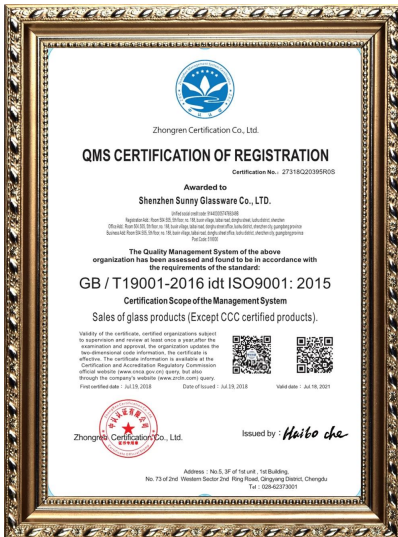 Zhongren Certification Co., Ltd.
QMS CERTIFICATION OF REGISTRATION
Certification No.: 27318Q20395R0S
Awarded to
Shenzhen Sunny Glassware Co., LTD.
The Quality Management System of the above
organization has been assessed and found to be in accordance with
the requirements of the standard:
GB / T19001-2016 idt ISO9001: 2015
Certification Scope of the Management System
Sales of glass products (Except CCC certified products).
Validity of the certificate, certified organizations subject
to supervision and review at least once a year, after the
examination and approval, the organization updates the
two-dimensional code information, the certificate is
effective. The certificate information is available at the
Certification and Accreditation Regulatory Commission
official website (www.cnca.gov.cn) query, but also
through the company's website (www.zrcln.com) query.
First certified date : Jul.19, 2018 Date of Issued : Jul.19, 2018 Valid date : Jul 18, 2021
Zhongren Certification Co., Ltd.
Issued by : Haibo che
Address : No.5, 3F of 1st unit , 1st Building,
No. 73 of 2nd Western Sector 2nd Ring Road, Qingyang District, Chengdu
Tel : 028-62373001